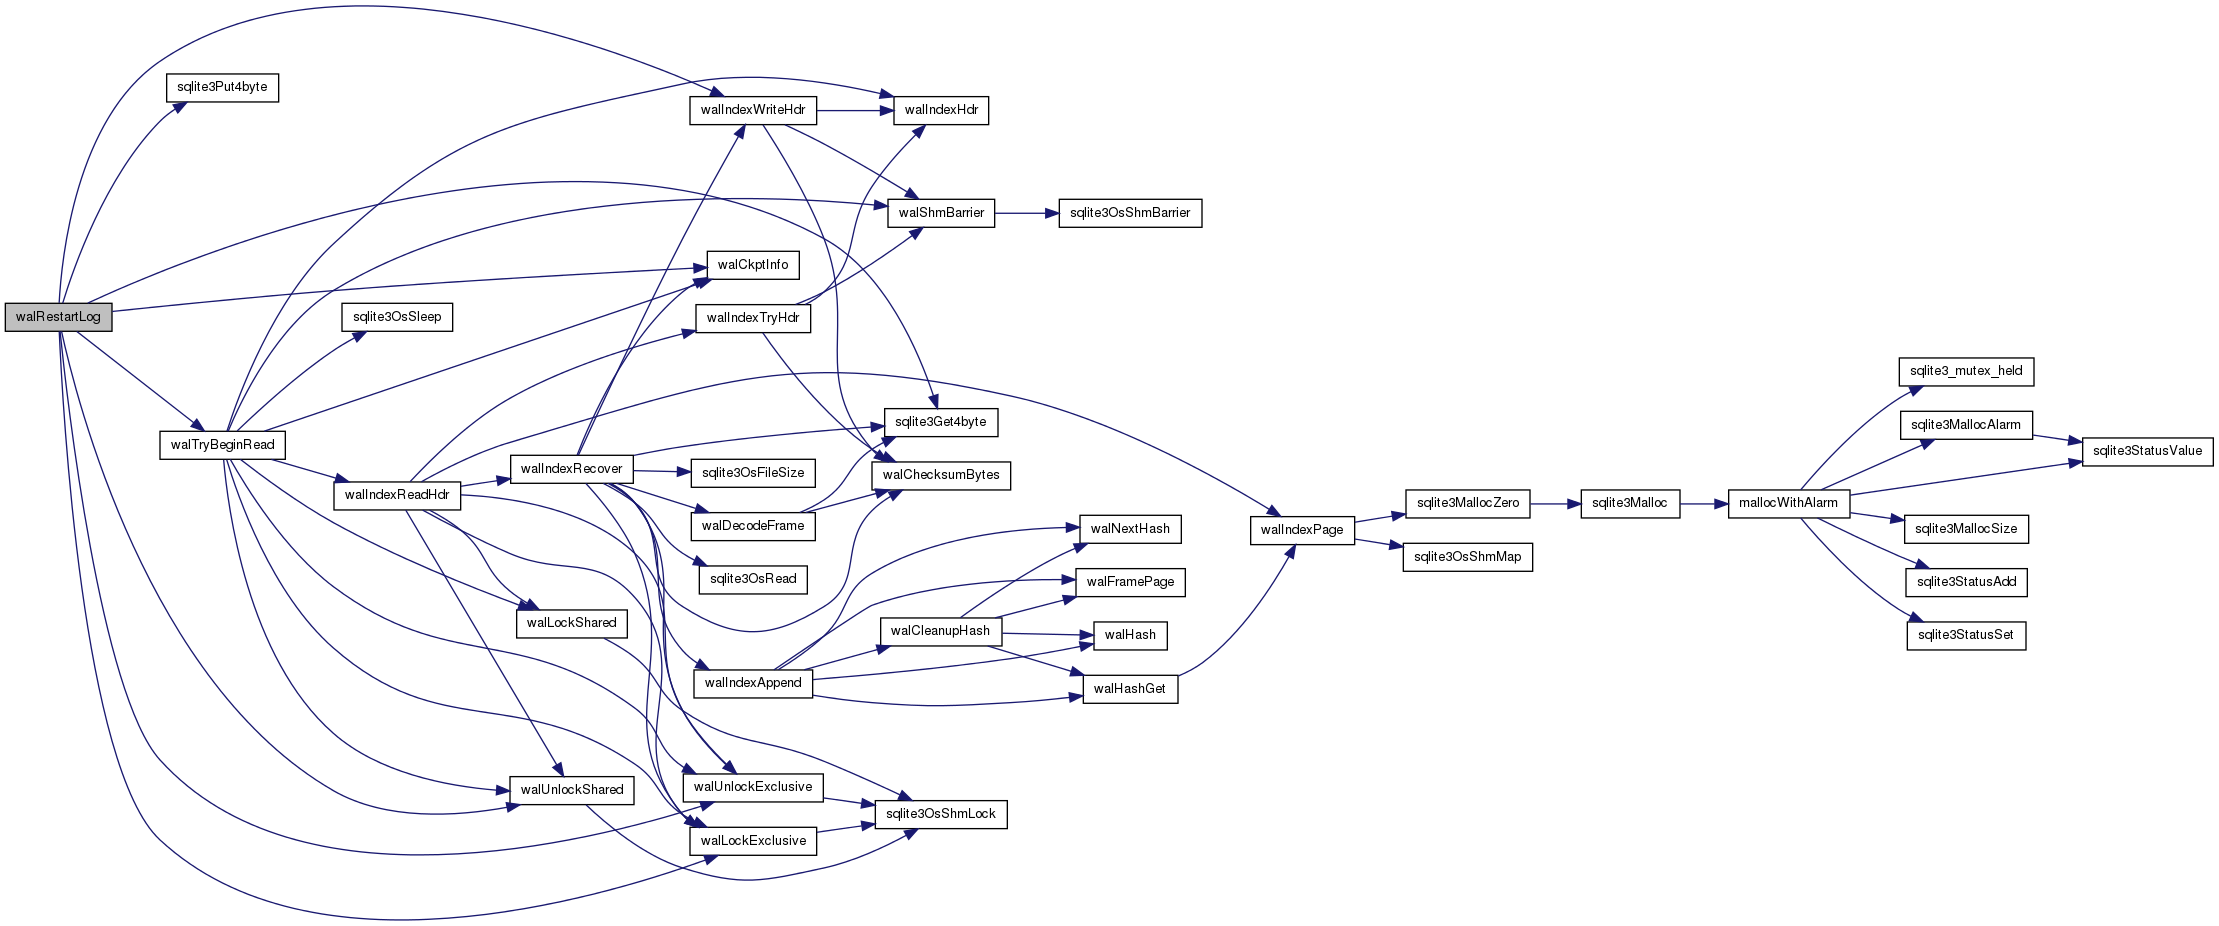 walRestartLog
sqlite3Put4byte
walTryBeginRead
sqlite3OsSleep
walIndexReadHdr
walIndexRecover
walLockShared
walUnlockShared
walIndexWriteHdr
walCkptInfo
walIndexTryHdr
sqlite3OsFileSize
walDecodeFrame
sqlite3OsRead
walIndexAppend
walUnlockExclusive
walLockExclusive
walIndexHdr
walShmBarrier
sqlite3Get4byte
walChecksumBytes
walCleanupHash
sqlite3OsShmLock
sqlite3OsShmBarrier
walNextHash
walFramePage
walHash
walHashGet
walIndexPage
sqlite3MallocZero
sqlite3OsShmMap
sqlite3Malloc
mallocWithAlarm
sqlite3_mutex_held
sqlite3MallocAlarm
sqlite3MallocSize
sqlite3StatusAdd
sqlite3StatusSet
sqlite3StatusValue